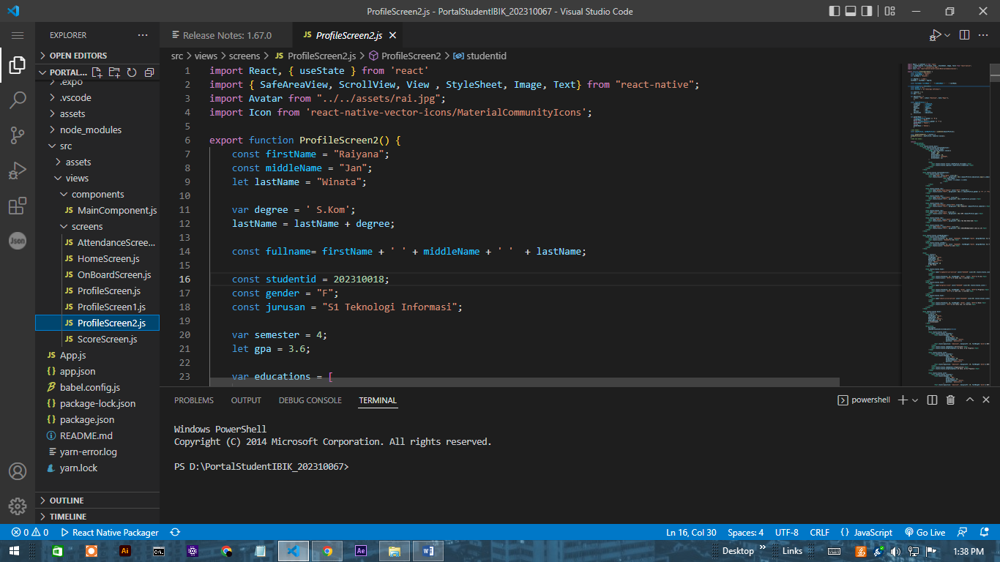 ProfileScreen2.js - PortalStudentIBIK_202310067 - Visual Studio Code
EXPLORER
Release Notes: 1.67.0
JS ProfileScreen2.js
OPEN EDITORS
src > views > screens > JS ProfileScreen2.js > ProfileScreen2 > studentid
PORTAL...
.expo
.vscode
assets
node_modules
src
assets
views
components
JS MainComponent.js
screens
JS AttendanceScree...
JS HomeScreen.js
JS OnBoardScreen.js
JS ProfileScreen.js
JS ProfileScreen1.js
JS ProfileScreen2.js
JS ScoreScreen.js
JS App.js
{} app.json
babel.config.js
{} package-lock.json
{} package.json
README.md
yarn-error.log
yarn.lock
OUTLINE
TIMELINE
Json
1 import React, { useState } from 'react'
2 import { SafeAreaView, ScrollView, View , StyleSheet, Image, Text} from "react-native";
3 import Avatar from "../../assets/rai.jpg";
4 import Icon from 'react-native-vector-icons/MaterialCommunityIcons';
5
6 export function ProfileScreen2() {
7 const firstName = "Raiyana";
8 const middleName = "Jan";
9 let lastName = "Winata";
10
11 var degree = ' S.Kom';
12 lastName = lastName + degree;
13
14 const fullname= firstName + ' ' + middleName + ' '  + lastName;
15
16 const studentid = 202310018;
17 const gender = "F";
18 const jurusan = "S1 Teknologi Informasi";
19
20 var semester = 4;
21 let gpa = 3.6;
22
23 var educations = [
PROBLEMS OUTPUT DEBUG CONSOLE TERMINAL
powershell
Windows PowerShell
Copyright (C) 2014 Microsoft Corporation. All rights reserved.
PS D:\PortalStudentIBIK_202310067>
0 0 React Native Packager
Ln 16, Col 30 Spaces: 4 UTF-8 CRLF {} JavaScript Go Live
Ai
C:\
Ae
Desktop » Links
1:38 PM